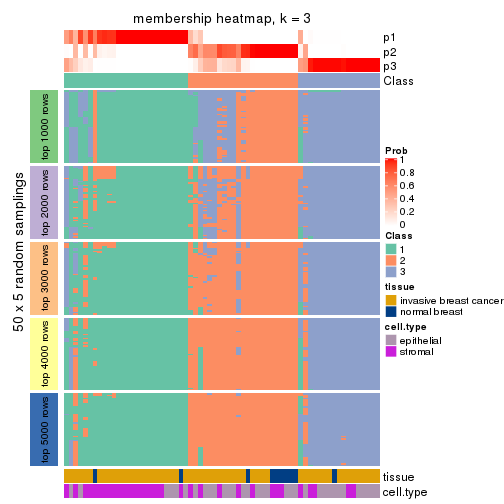 membership heatmap, k = 3
p1
p2
p3
Class
50 x 5 random samplings
top 1000 rows
top 2000 rows
top 3000 rows
top 4000 rows
top 5000 rows
tissue
cell.type
Prob
1
0.8
0.6
0.4
0.2
0
Class
1
2
3
tissue
invasive breast cancer
normal breast
cell.type
epithelial
stromal